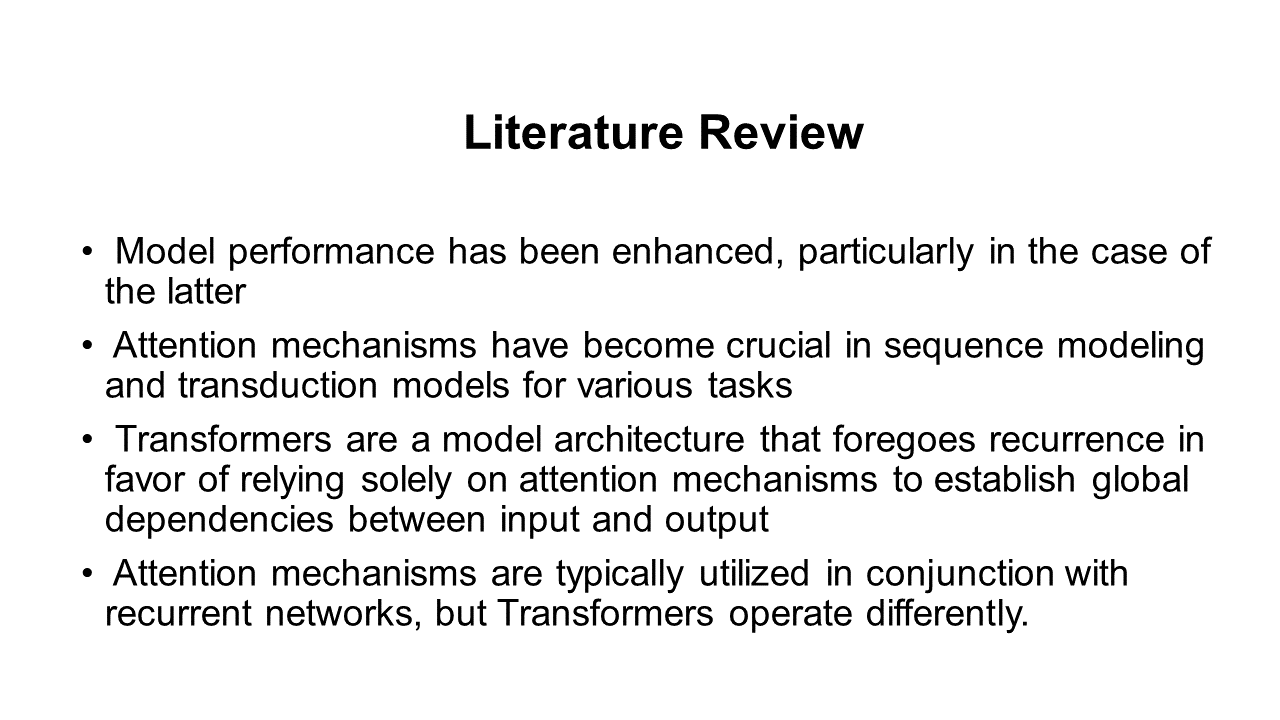 Literature Review
• Model performance has been enhanced, particularly in the case of
the latter
• Attention mechanisms have become crucial in sequence modeling
and transduction models for various tasks
• Transformers are a model architecture that foregoes recurrence in
favor of relying solely on attention mechanisms to establish global
dependencies between input and output
• Attention mechanisms are typically utilized in conjunction with
recurrent networks, but Transformers operate differently.